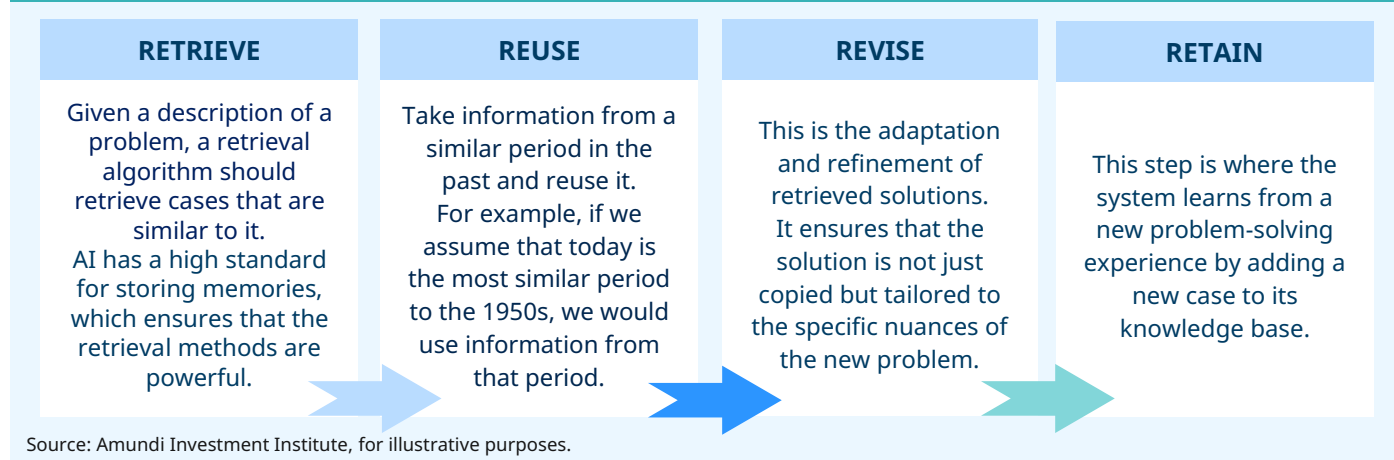 RETRIEVE
Given a description of a
problem, a retrieval
algorithm should
retrieve cases that are
similar to it.
AI has a high standard
for storing memories,
which ensures that the
retrieval methods are
powerful.
REUSE
Take information from a
similar period in the
past and reuse it.
For example, if we
assume that today is
the most similar period
to the 1950s, we would
use information from
that period.
REVISE
This is the adaptation
and refinement of
retrieved solutions.
It ensures that the
solution is not just
copied but tailored to
the specific nuances of
the new problem.
RETAIN
This step is where the
system learns from a
new problem-solving
experience by adding a
new case to its
knowledge base.
Source: Amundi Investment Institute, for illustrative purposes.